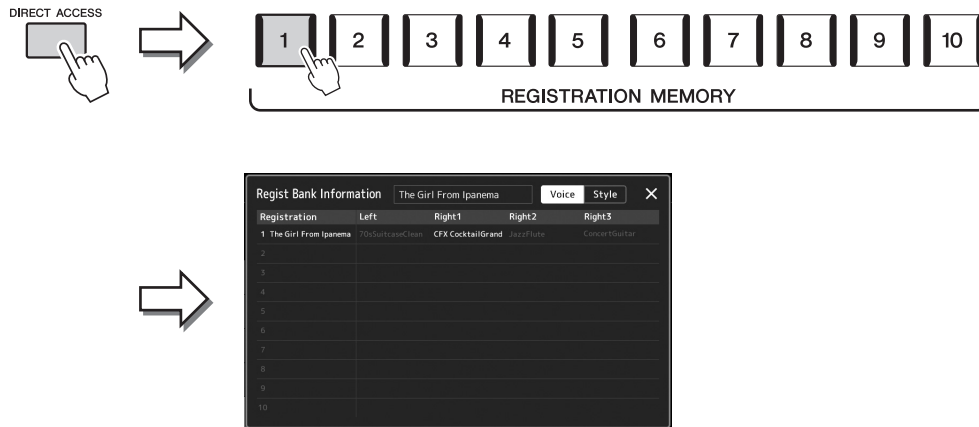 DIRECT ACCESS
1 2 3 4 5 6 7 8 9 10
REGISTRATION MEMORY
Regist Bank Information The Girl From Ipanema Voice Style
Registration Left Right1 Right2 Right3
1 The Girl From Ipanema 70sSuitcaseClean CFX CocktailGrand JazzFlute ConcertGuitar
2
3
4
5
6
7
8
9
10